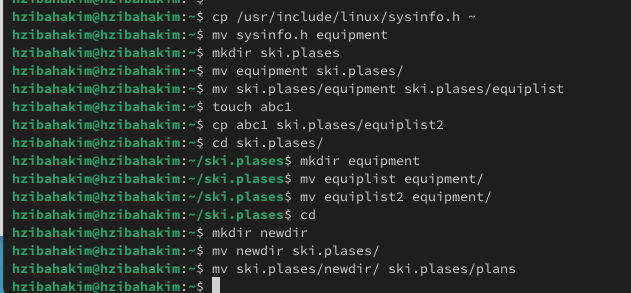 hzibahakim@hzibahakim:~$ cp /usr/include/linux/sysinfo.h ~
hzibahakim@hzibahakim:~$ mv sysinfo.h equipment
hzibahakim@hzibahakim:~$ mkdir ski.plases
hzibahakim@hzibahakim:~$ mv equipment ski.plases/
hzibahakim@hzibahakim:~$ mv ski.plases/equipment ski.plases/equiplist
hzibahakim@hzibahakim:~$ touch abc1
hzibahakim@hzibahakim:~$ cp abc1 ski.plases/equiplist2
hzibahakim@hzibahakim:~$ cd ski.plases/
hzibahakim@hzibahakim:~/ski.plases$ mkdir equipment
hzibahakim@hzibahakim:~/ski.plases$ mv equiplist equipment/
hzibahakim@hzibahakim:~/ski.plases$ mv equiplist2 equipment/
hzibahakim@hzibahakim:~/ski.plases$ cd
hzibahakim@hzibahakim:~$ mkdir newdir
hzibahakim@hzibahakim:~$ mv newdir ski.plases/
hzibahakim@hzibahakim:~$ mv ski.plases/newdir/ ski.plases/plans
hzibahakim@hzibahakim:~$